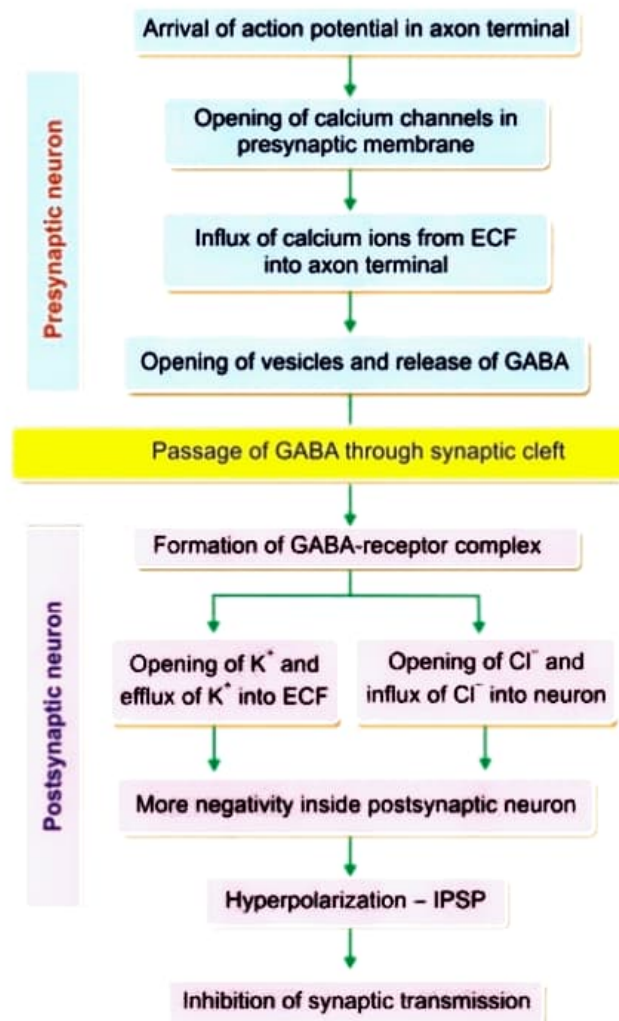 Arrival of action potential in axon terminal
Presynaptic neuron
Opening of calcium channels in
presynaptic membrane
Influx of calcium ions from ECF
into axon terminal
Opening of vesicles and release of GABA
Passage of GABA through synaptic cleft
Postsynaptic neuron
Formation of GABA-receptor complex
Opening of K⁺ and
efflux of K⁺ into ECF
Opening of Cl⁻ and
influx of Cl⁻ into neuron
More negativity inside postsynaptic neuron
Hyperpolarization – IPSP
Inhibition of synaptic transmission